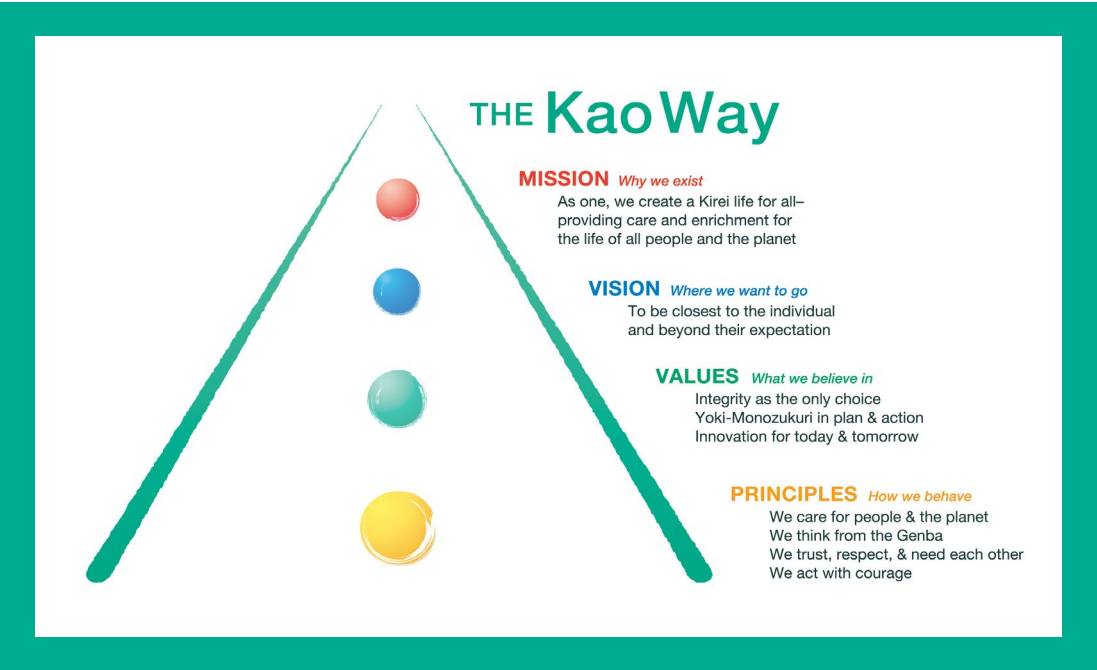 THE Kao Way
MISSION Why we exist
As one, we create a Kirei life for all–
providing care and enrichment for
the life of all people and the planet
VISION Where we want to go
To be closest to the individual
and beyond their expectation
VALUES What we believe in
Integrity as the only choice
Yoki-Monozukuri in plan & action
Innovation for today & tomorrow
PRINCIPLES How we behave
We care for people & the planet
We think from the Genba
We trust, respect, & need each other
We act with courage